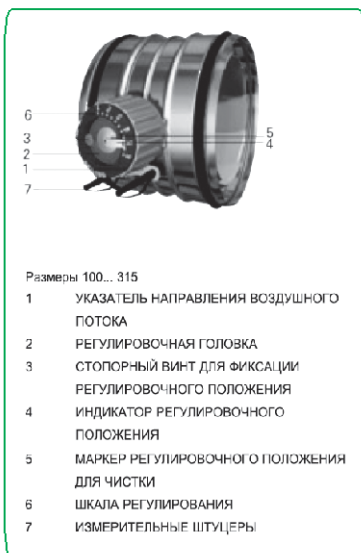 6
3
2
1
7
5
4
Размеры 100... 315
1 УКАЗАТЕЛЬ НАПРАВЛЕНИЯ ВОЗДУШНОГО
ПОТОКА
2 РЕГУЛИРОВОЧНАЯ ГОЛОВКА
3 СТОПОРНЫЙ ВИНТ ДЛЯ ФИКСАЦИИ
РЕГУЛИРОВОЧНОГО ПОЛОЖЕНИЯ
4 ИНДИКАТОР РЕГУЛИРОВОЧНОГО
ПОЛОЖЕНИЯ
5 МАРКЕР РЕГУЛИРОВОЧНОГО ПОЛОЖЕНИЯ
ДЛЯ ЧИСТКИ
6 ШКАЛА РЕГУЛИРОВАНИЯ
7 ИЗМЕРИТЕЛЬНЫЕ ШТУЦЕРЫ